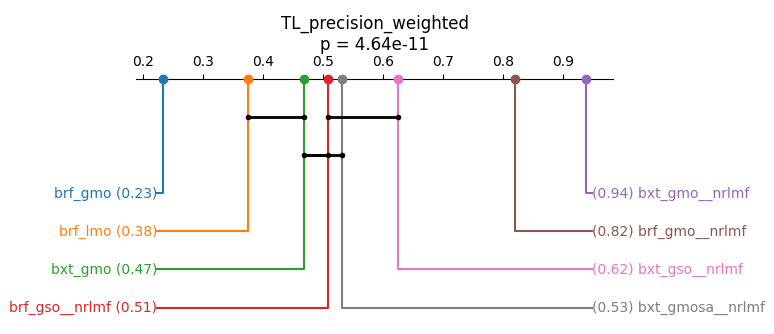 TL_precision_weighted
p = 4.64e-11
0.2 0.3 0.4 0.5 0.6 0.7 0.8 0.9
brf_gmo (0.23) (0.94) bxt_gmo__nrlmf
brf_lmo (0.38) (0.82) brf_gmo__nrlmf
bxt_gmo (0.47) (0.62) bxt_gso__nrlmf
brf_gso__nrlmf (0.51) (0.53) bxt_gmosa__nrlmf